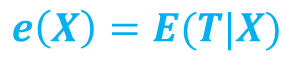 e(X) = E(T|X)